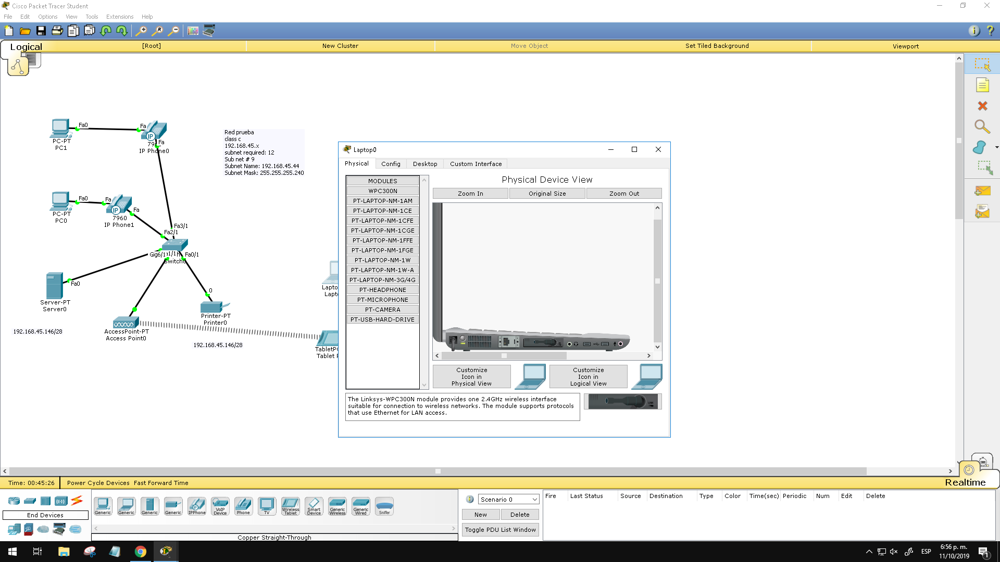 Cisco Packet Tracer Student
File Edit Options View Tools Extensions Help
Logical [Root] New Cluster Move Object Set Tiled Background Viewport
Fa0
Fa
PC-PT
PC1
IP
Fa
IP Phone0
Red prueba
class c
192.168.45.x
subnet required: 12
Sub net # 9
Subnet Name: 192.168.45.44
Subnet Mask: 255.255.255.240
Fa0
Fa
PC-PT
PC0
IP
Fa
7960
IP Phone1
Fa3/1
Fa2/1
Gig6/1
Fa0/1
Switch0
Fa0
Server-PT
Server0
0
Printer-PT
Printer0
AccessPoint-PT
Access Point0
192.168.45.146/28
192.168.45.146/28
Lapto
Lapto
TabletPC
Tablet P
Laptop0
Physical Config Desktop Custom Interface
MODULES
WPC300N
PT-LAPTOP-NM-1AM
PT-LAPTOP-NM-1CE
PT-LAPTOP-NM-1CFE
PT-LAPTOP-NM-1CGE
PT-LAPTOP-NM-1FFE
PT-LAPTOP-NM-1FGE
PT-LAPTOP-NM-1W
PT-LAPTOP-NM-1W-A
PT-LAPTOP-NM-3G/4G
PT-HEADPHONE
PT-MICROPHONE
PT-CAMERA
PT-USB-HARD-DRIVE
Physical Device View
Zoom In Original Size Zoom Out
Customize
Icon in
Physical View
Customize
Icon in
Logical View
The Linksys-WPC300N module provides one 2.4GHz wireless interface
suitable for connection to wireless networks. The module supports protocols
that use Ethernet for LAN access.
Time: 00:45:26 Power Cycle Devices Fast Forward Time
Realtime
End Devices
Generic Generic Generic Generic IPPhone VoIP Device Phone TV Wireless Tablet Smart Device Generic Wireless Generic Wired Sniffer
Copper Straight-Through
Scenario 0
New Delete
Toggle PDU List Window
Fire Last Status Source Destination Type Color Time(sec) Periodic Num Edit Delete
ESP
6:56 p. m.
11/10/2019
1